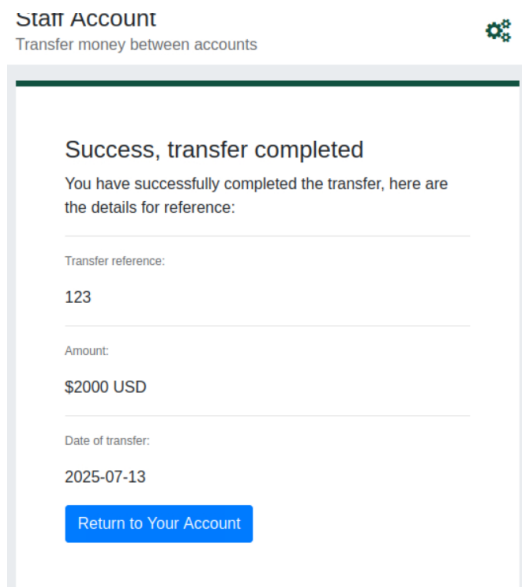 Staff Account
Transfer money between accounts
Success, transfer completed
You have successfully completed the transfer, here are
the details for reference:
Transfer reference:
123
Amount:
$2000 USD
Date of transfer:
2025-07-13
Return to Your Account